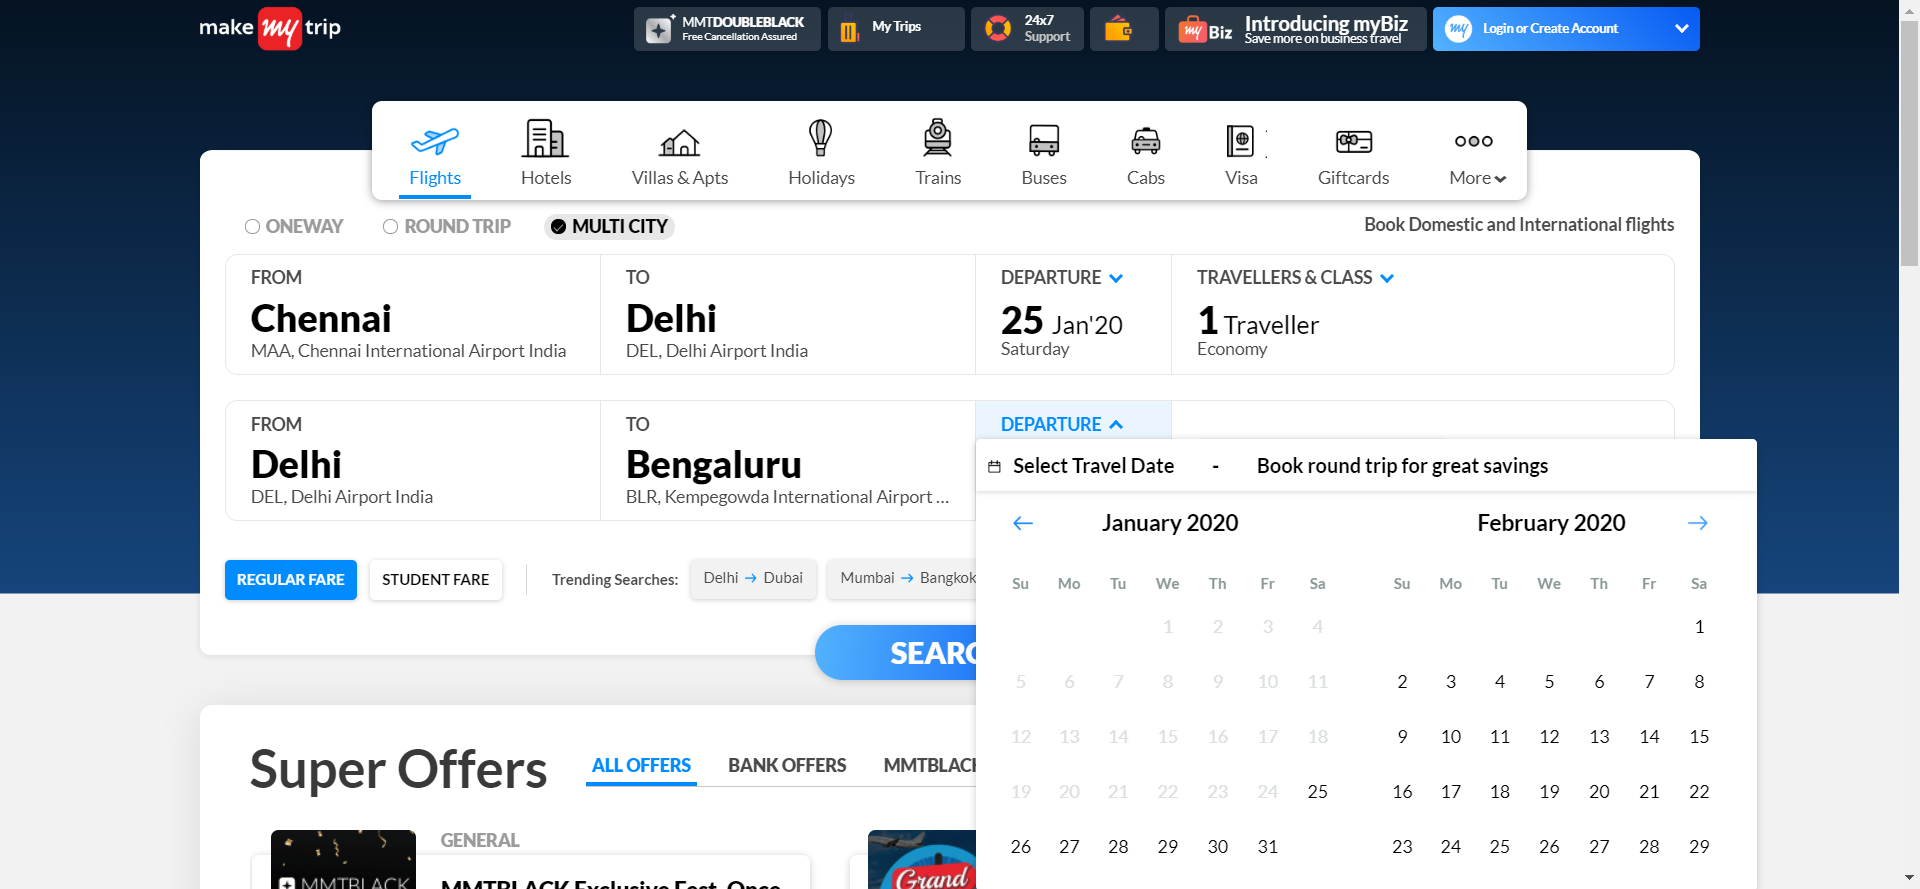 make my trip
MMTDOUBLEBLACK
Free Cancellation Assured
My Trips
24x7
Support
my Biz
Introducing myBiz
Save more on business travel
my
Login or Create Account
Flights
Hotels
Villas & Apts
Holidays
Trains
Buses
Cabs
Visa
Giftcards
More
ONEWAY
ROUND TRIP
MULTI CITY
Book Domestic and International flights
FROM
Chennai
MAA, Chennai International Airport India
TO
Delhi
DEL, Delhi Airport India
DEPARTURE
25 Jan'20
Saturday
TRAVELLERS & CLASS
1 Traveller
Economy
FROM
Delhi
DEL, Delhi Airport India
TO
Bengaluru
BLR, Kempegowda International Airport ...
DEPARTURE
Select Travel Date - Book round trip for great savings
January 2020
Su Mo Tu We Th Fr Sa
1 2 3 4
5 6 7 8 9 10 11
12 13 14 15 16 17 18
19 20 21 22 23 24 25
26 27 28 29 30 31
February 2020
Su Mo Tu We Th Fr Sa
1
2 3 4 5 6 7 8
9 10 11 12 13 14 15
16 17 18 19 20 21 22
23 24 25 26 27 28 29
REGULAR FARE
STUDENT FARE
Trending Searches:
Delhi → Dubai
Mumbai → Bangkok
SEARC
Super Offers
ALL OFFERS
BANK OFFERS
MMTBLACK
MMTBLACK
GENERAL
MMTBLACK Exclusive Fest. Once
Grand